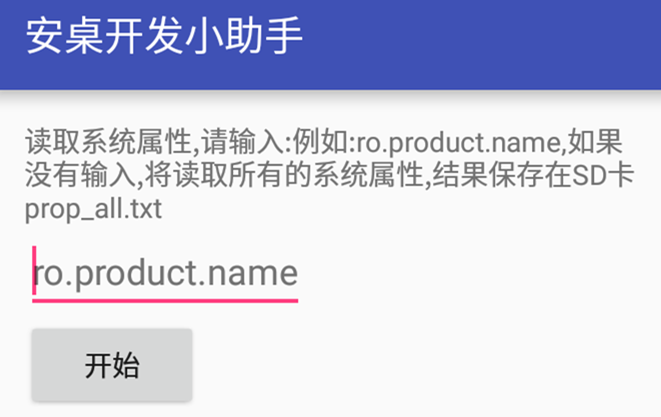 安桌开发小助手
读取系统属性,请输入:例如:ro.product.name,如果
没有输入,将读取所有的系统属性,结果保存在SD卡
prop_all.txt
ro.product.name
开始